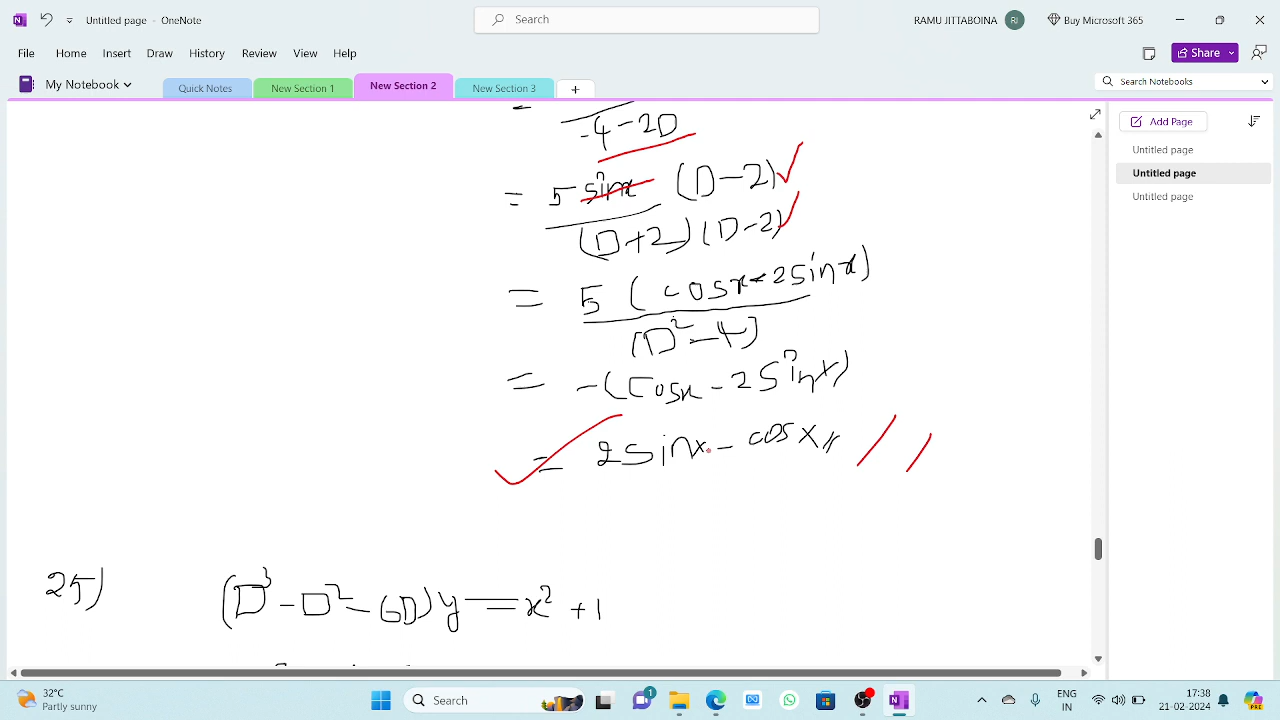 Untitled page - OneNote
Search
RAMU JITTABOINA
RJ
Buy Microsoft 365
File Home Insert Draw History Review View Help
Share
My Notebook
Quick Notes
New Section 1
New Section 2
New Section 3
+
Search Notebooks
Add Page
Untitled page
Untitled page
Untitled page
=
-4-2D
= 5 sinx (D-2)
(D+2)(D-2)
= 5 (cosx-2sinx)
(D²-4)
= -(cosx-2sinx)
= 2sinx - cosx//
25) (D³-D²-6D)y = x²+1
32°C
Partly sunny
Search
1
ENG
IN
17:38
21-02-2024